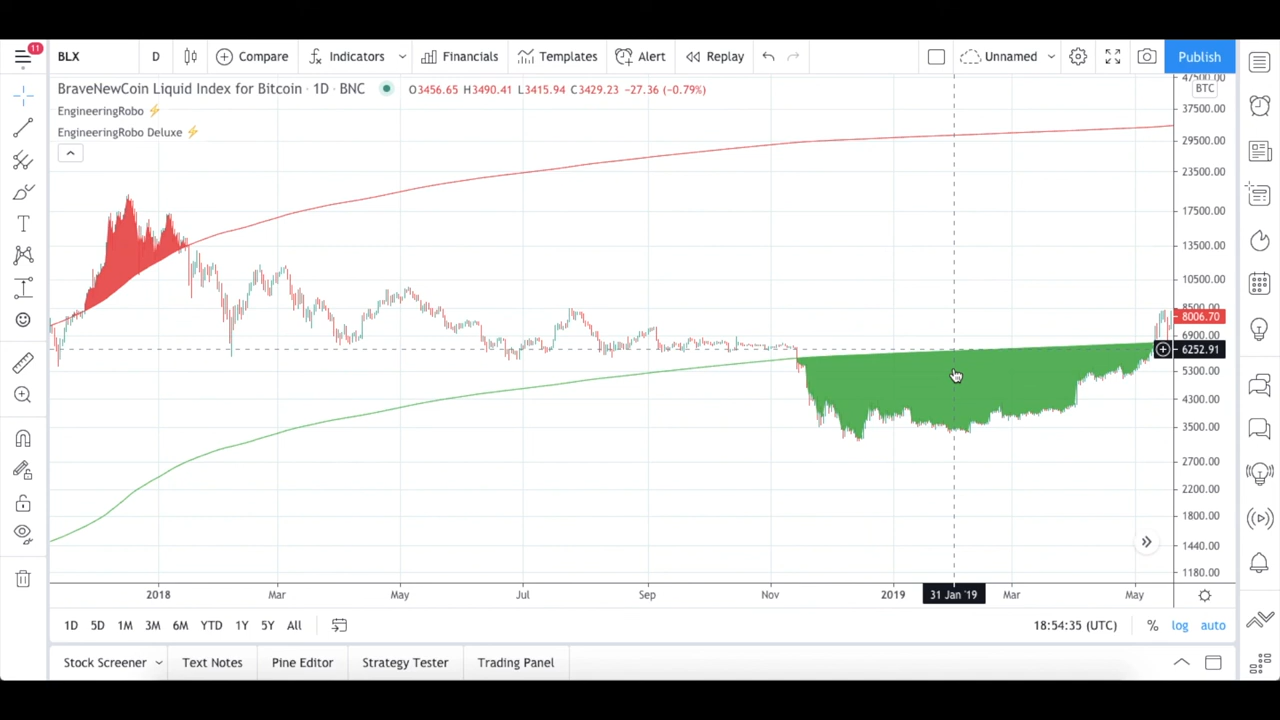 11
BLX
D
Compare
Indicators
Financials
Templates
Alert
Replay
Unnamed
Publish
BraveNewCoin Liquid Index for Bitcoin · 1D · BNC
O3456.65 H3490.41 L3415.94 C3429.23 -27.36 (-0.79%)
EngineeringRobo ⚡
EngineeringRobo Deluxe ⚡
47500.00
BTC
37500.00
29500.00
23500.00
17500.00
13500.00
10500.00
8500.00
8006.70
6900.00
6252.91
5300.00
4300.00
3500.00
2700.00
2200.00
1800.00
1440.00
1180.00
2018
Mar
May
Jul
Sep
Nov
2019
31 Jan '19
Mar
May
1D
5D
1M
3M
6M
YTD
1Y
5Y
All
18:54:35 (UTC)
%
log
auto
Stock Screener
Text Notes
Pine Editor
Strategy Tester
Trading Panel